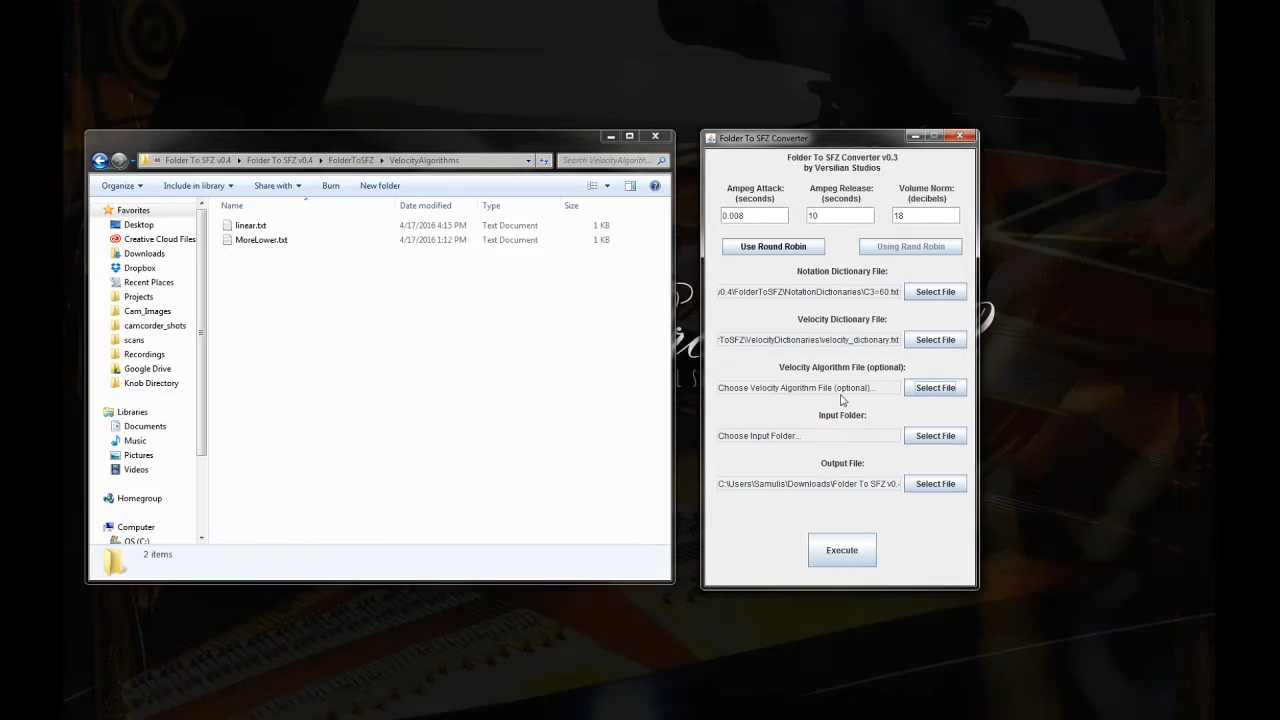 Folder To SFZ v0.4
Folder To SFZ v0.4
FolderToSFZ
VelocityAlgorithms
Search VelocityAlgorith...
Organize
Include in library
Share with
Burn
New folder
Favorites
Desktop
Creative Cloud Files
Downloads
Dropbox
Recent Places
Projects
Cam_Images
camcorder_shots
scans
Recordings
Google Drive
Knob Directory
Libraries
Documents
Music
Pictures
Videos
Homegroup
Computer
OS (C:)
Name
Date modified
Type
Size
linear.txt
4/17/2016 4:15 PM
Text Document
1 KB
MoreLower.txt
4/17/2016 1:12 PM
Text Document
1 KB
2 items
Folder To SFZ Converter
Folder To SFZ Converter v0.3
by Versilian Studios
Ampeg Attack:
(seconds)
Ampeg Release:
(seconds)
Volume Norm:
(decibels)
0.008
10
18
Use Round Robin
Using Rand Robin
Notation Dictionary File:
v0.4\FolderToSFZ\NotationDictionaries\C3=60.txt
Select File
Velocity Dictionary File:
ToSFZ\VelocityDictionaries\velocity_dictionary.txt
Select File
Velocity Algorithm File (optional):
Choose Velocity Algorithm File (optional)...
Select File
Input Folder:
Choose Input Folder...
Select File
Output File:
C:\Users\Samulis\Downloads\Folder To SFZ v0.
Select File
Execute